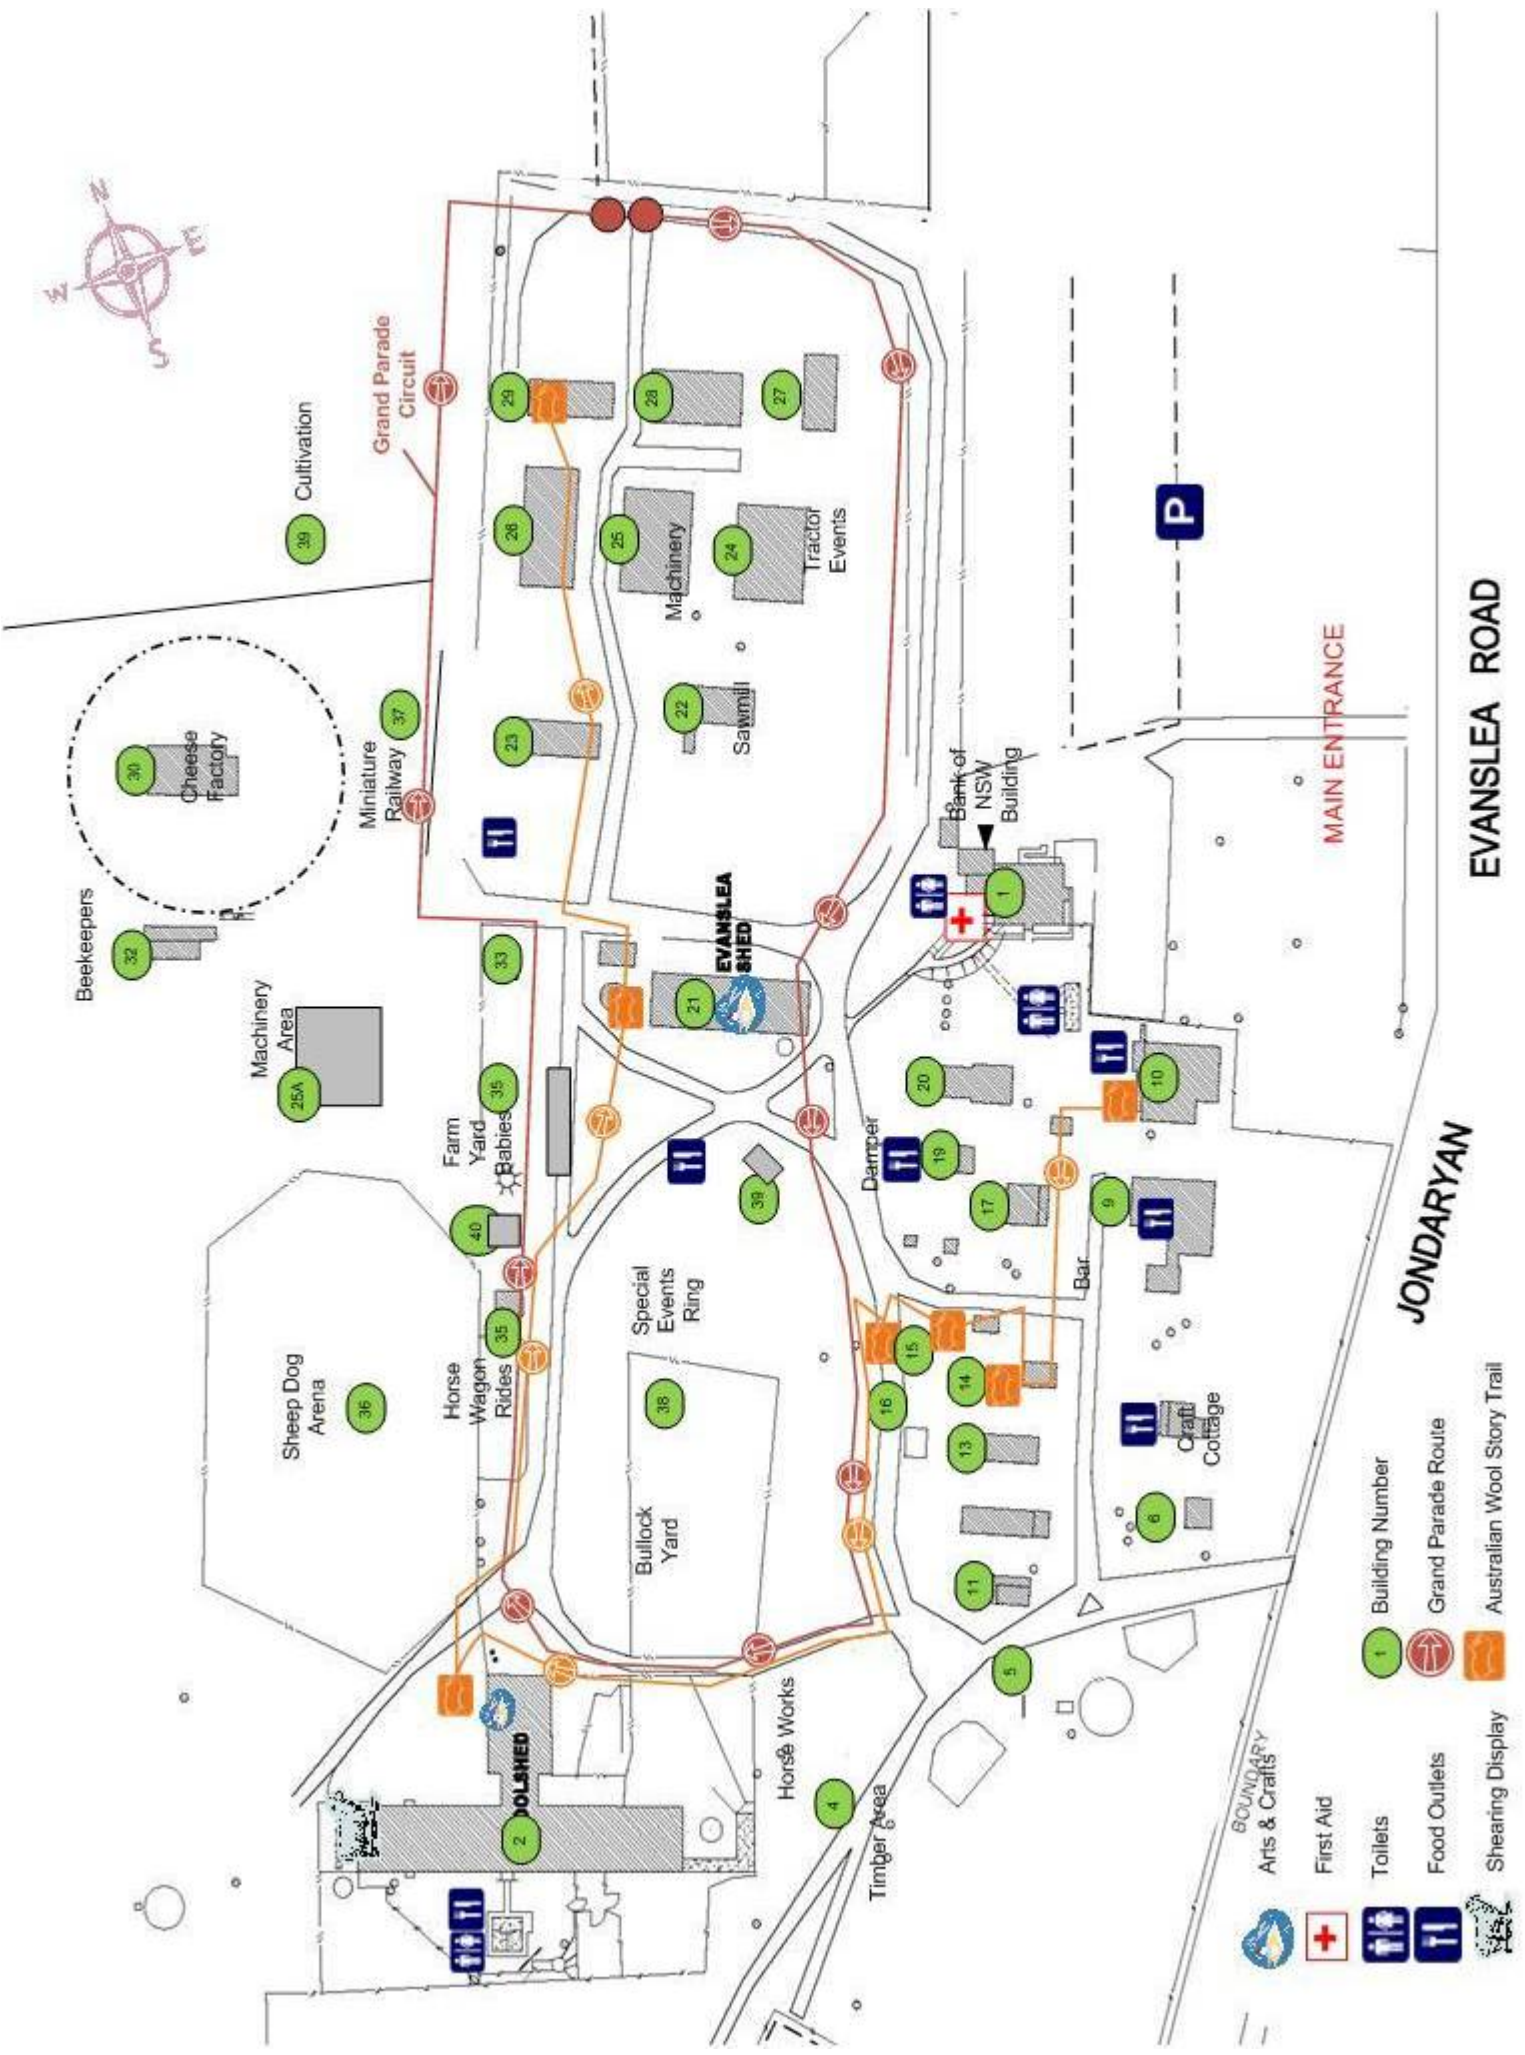 N
W
E
S
Grand Parade
Circuit
39
Cultivation
30
Cheese
Factory
37
Miniature
Railway
Beekeepers
32
Machinery
Area
25A
Farm
Yard
Babies
33
35
40
Sheep Dog
Arena
36
Horse
Wagon
Rides
35
29
28
27
26
25
Machinery
24
Tractor
Events
23
22
Sawmill
EVANSLEA
SHED
21
39
Special
Events
Ring
38
Bullock
Yard
Bank of
NSW
Building
1
P
MAIN ENTRANCE
EVANSLEA ROAD
JONDARYAN
20
Damper
19
17
10
9
Bar
16
15
14
13
11
Craft
Cottage
6
5
Horse Works
4
Timber Area
OOLSHED
2
BOUNDARY
Arts & Crafts
First Aid
Toilets
Food Outlets
Shearing Display
1
Building Number
Grand Parade Route
Australian Wool Story Trail